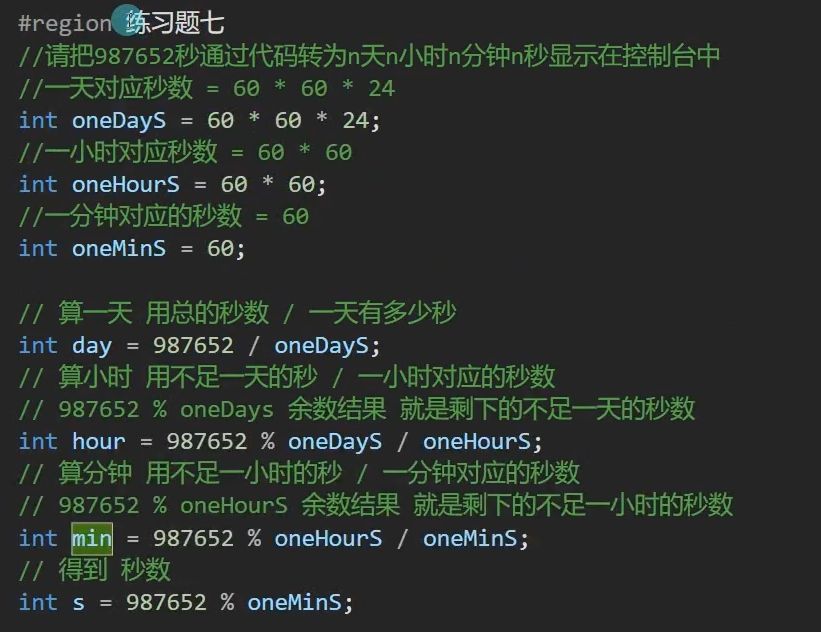 #region 练习题七
//请把987652秒通过代码转为n天n小时n分钟n秒显示在控制台中
//一天对应秒数 = 60 * 60 * 24
int oneDayS = 60 * 60 * 24;
//一小时对应秒数 = 60 * 60
int oneHourS = 60 * 60;
//一分钟对应的秒数 = 60
int oneMinS = 60;
// 算一天 用总的秒数 / 一天有多少秒
int day = 987652 / oneDayS;
// 算小时 用不足一天的秒 / 一小时对应的秒数
// 987652 % oneDays 余数结果 就是剩下的不足一天的秒数
int hour = 987652 % oneDayS / oneHourS;
// 算分钟 用不足一小时的秒 / 一分钟对应的秒数
// 987652 % oneHourS 余数结果 就是剩下的不足一小时的秒数
int min = 987652 % oneHourS / oneMinS;
// 得到 秒数
int s = 987652 % oneMinS;